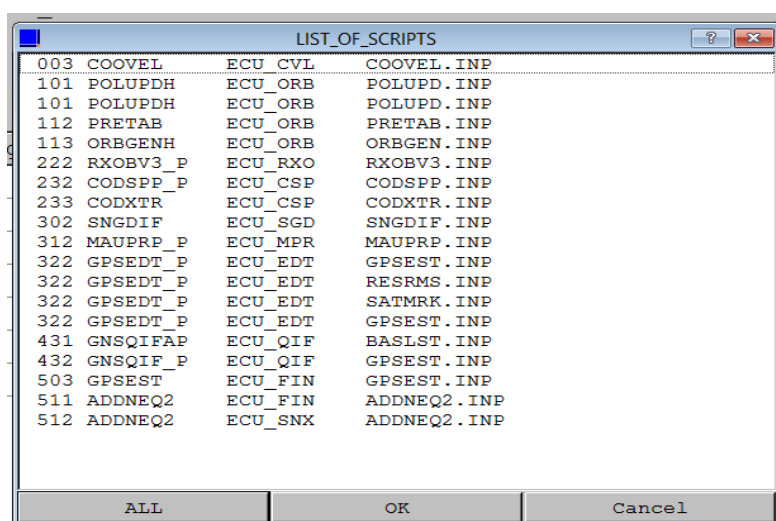 LIST_OF_SCRIPTS
003 COOVEL ECU_CVL COOVEL.INP
101 POLUPDH ECU_ORB POLUPD.INP
101 POLUPDH ECU_ORB POLUPD.INP
112 PRETAB ECU_ORB PRETAB.INP
113 ORBGENH ECU_ORB ORBGEN.INP
222 RXOBV3_P ECU_RXO RXOBV3.INP
232 CODSPP_P ECU_CSP CODSPP.INP
233 CODXTR ECU_CSP CODXTR.INP
302 SNGDIF ECU_SGD SNGDIF.INP
312 MAUPRP_P ECU_MPR MAUPRP.INP
322 GPSEDT_P ECU_EDT GPSEST.INP
322 GPSEDT_P ECU_EDT RESRMS.INP
322 GPSEDT_P ECU_EDT SATMRK.INP
322 GPSEDT_P ECU_EDT GPSEST.INP
431 GNSQIFAP ECU_QIF BASLST.INP
432 GNSQIF_P ECU_QIF GPSEST.INP
503 GPSEST ECU_FIN GPSEST.INP
511 ADDNEQ2 ECU_FIN ADDNEQ2.INP
512 ADDNEQ2 ECU_SNX ADDNEQ2.INP
ALL OK Cancel